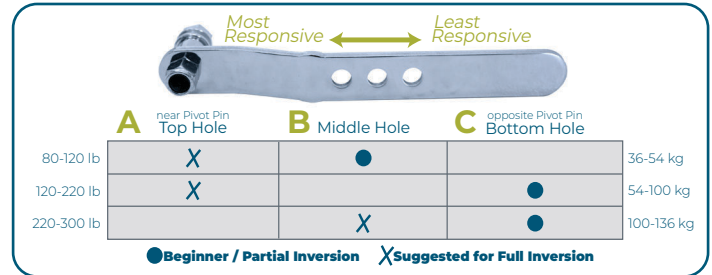 Most Responsive
Least Responsive
A near Pivot Pin Top Hole
B Middle Hole
C opposite Pivot Pin Bottom Hole
80-120 lb X ● 36-54 kg
120-220 lb X ● 54-100 kg
220-300 lb X ● 100-136 kg
●Beginner / Partial Inversion XSuggested for Full Inversion